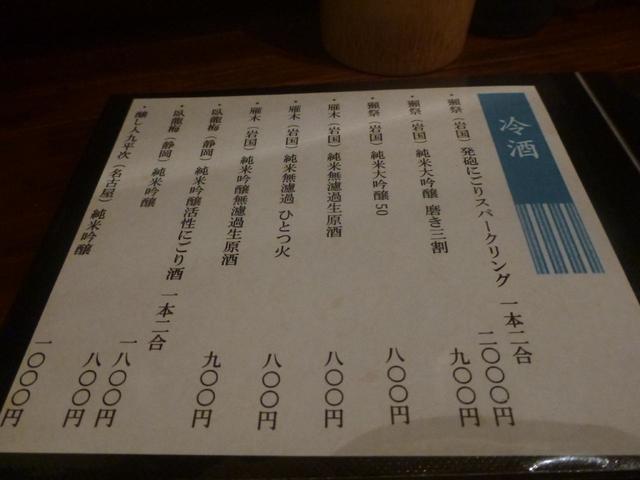 冷酒
・獺祭（岩国）発砲にごりスパークリング 一本二合 二〇〇〇円
・獺祭（岩国）純米大吟醸 磨き三割 九〇〇円
・獺祭（岩国）純米大吟醸50 八〇〇円
・雁木（岩国）純米無濾過生原酒 八〇〇円
・雁木（岩国）純米無濾過 ひとつ火 八〇〇円
・雁木（岩国）純米吟醸無濾過生原酒 九〇〇円
・臥龍梅（静岡）純米吟醸活性にごり酒 一本二合 一八〇〇円
・臥龍梅（静岡）純米吟醸 八〇〇円
・醸し人九平次（名古屋）純米吟醸 一〇〇〇円